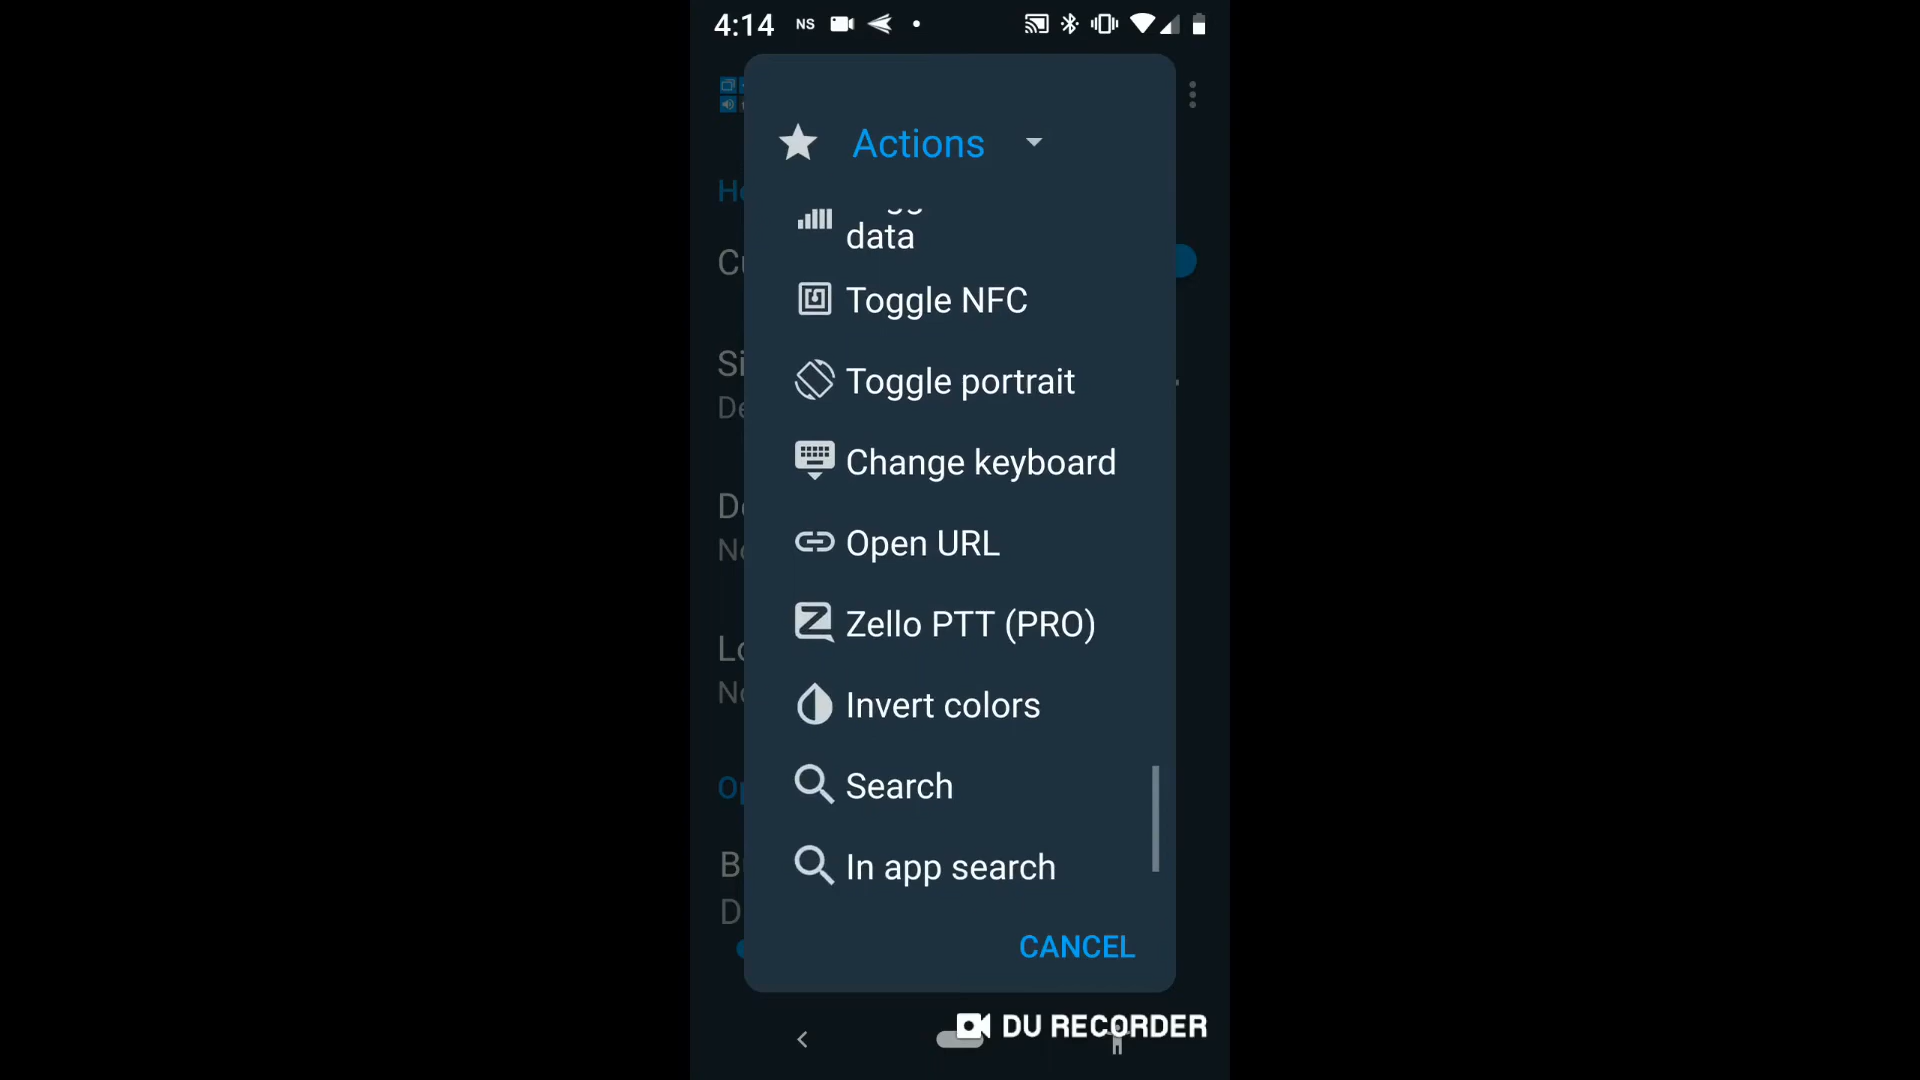 4:14 NS
Actions
data
Toggle NFC
Toggle portrait
Change keyboard
Open URL
Zello PTT (PRO)
Invert colors
Search
In app search
CANCEL
DU RECORDER